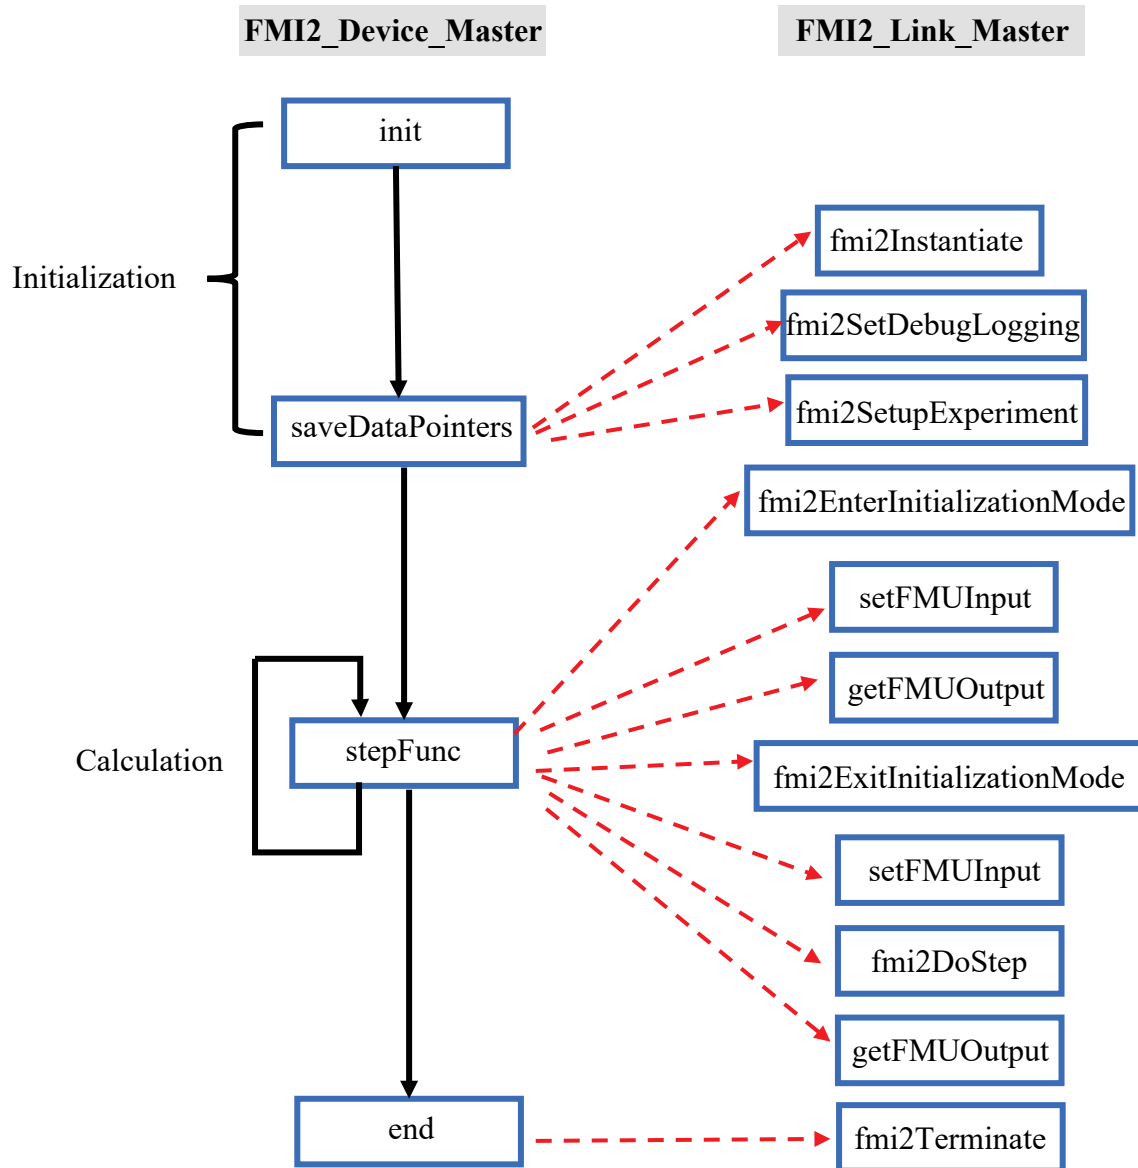 FMI2_Device_Master
FMI2_Link_Master
init
fmi2Instantiate
Initialization
fmi2SetDebugLogging
fmi2SetupExperiment
saveDataPointers
fmi2EnterInitializationMode
setFMUInput
getFMUOutput
stepFunc
Calculation
fmi2ExitInitializationMode
setFMUInput
fmi2DoStep
getFMUOutput
end
fmi2Terminate